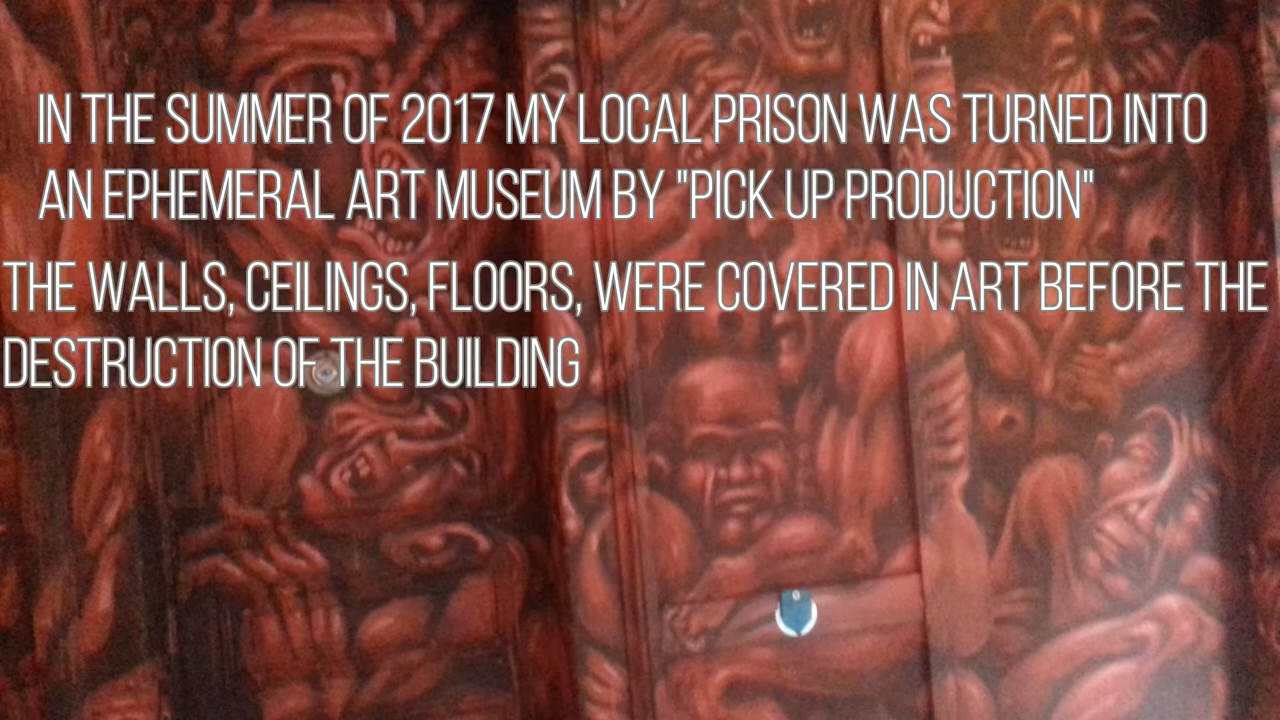 IN THE SUMMER OF 2017 MY LOCAL PRISON WAS TURNED INTO
AN EPHEMERAL ART MUSEUM BY "PICK UP PRODUCTION"
THE WALLS, CEILINGS, FLOORS, WERE COVERED IN ART BEFORE THE
DESTRUCTION OF THE BUILDING